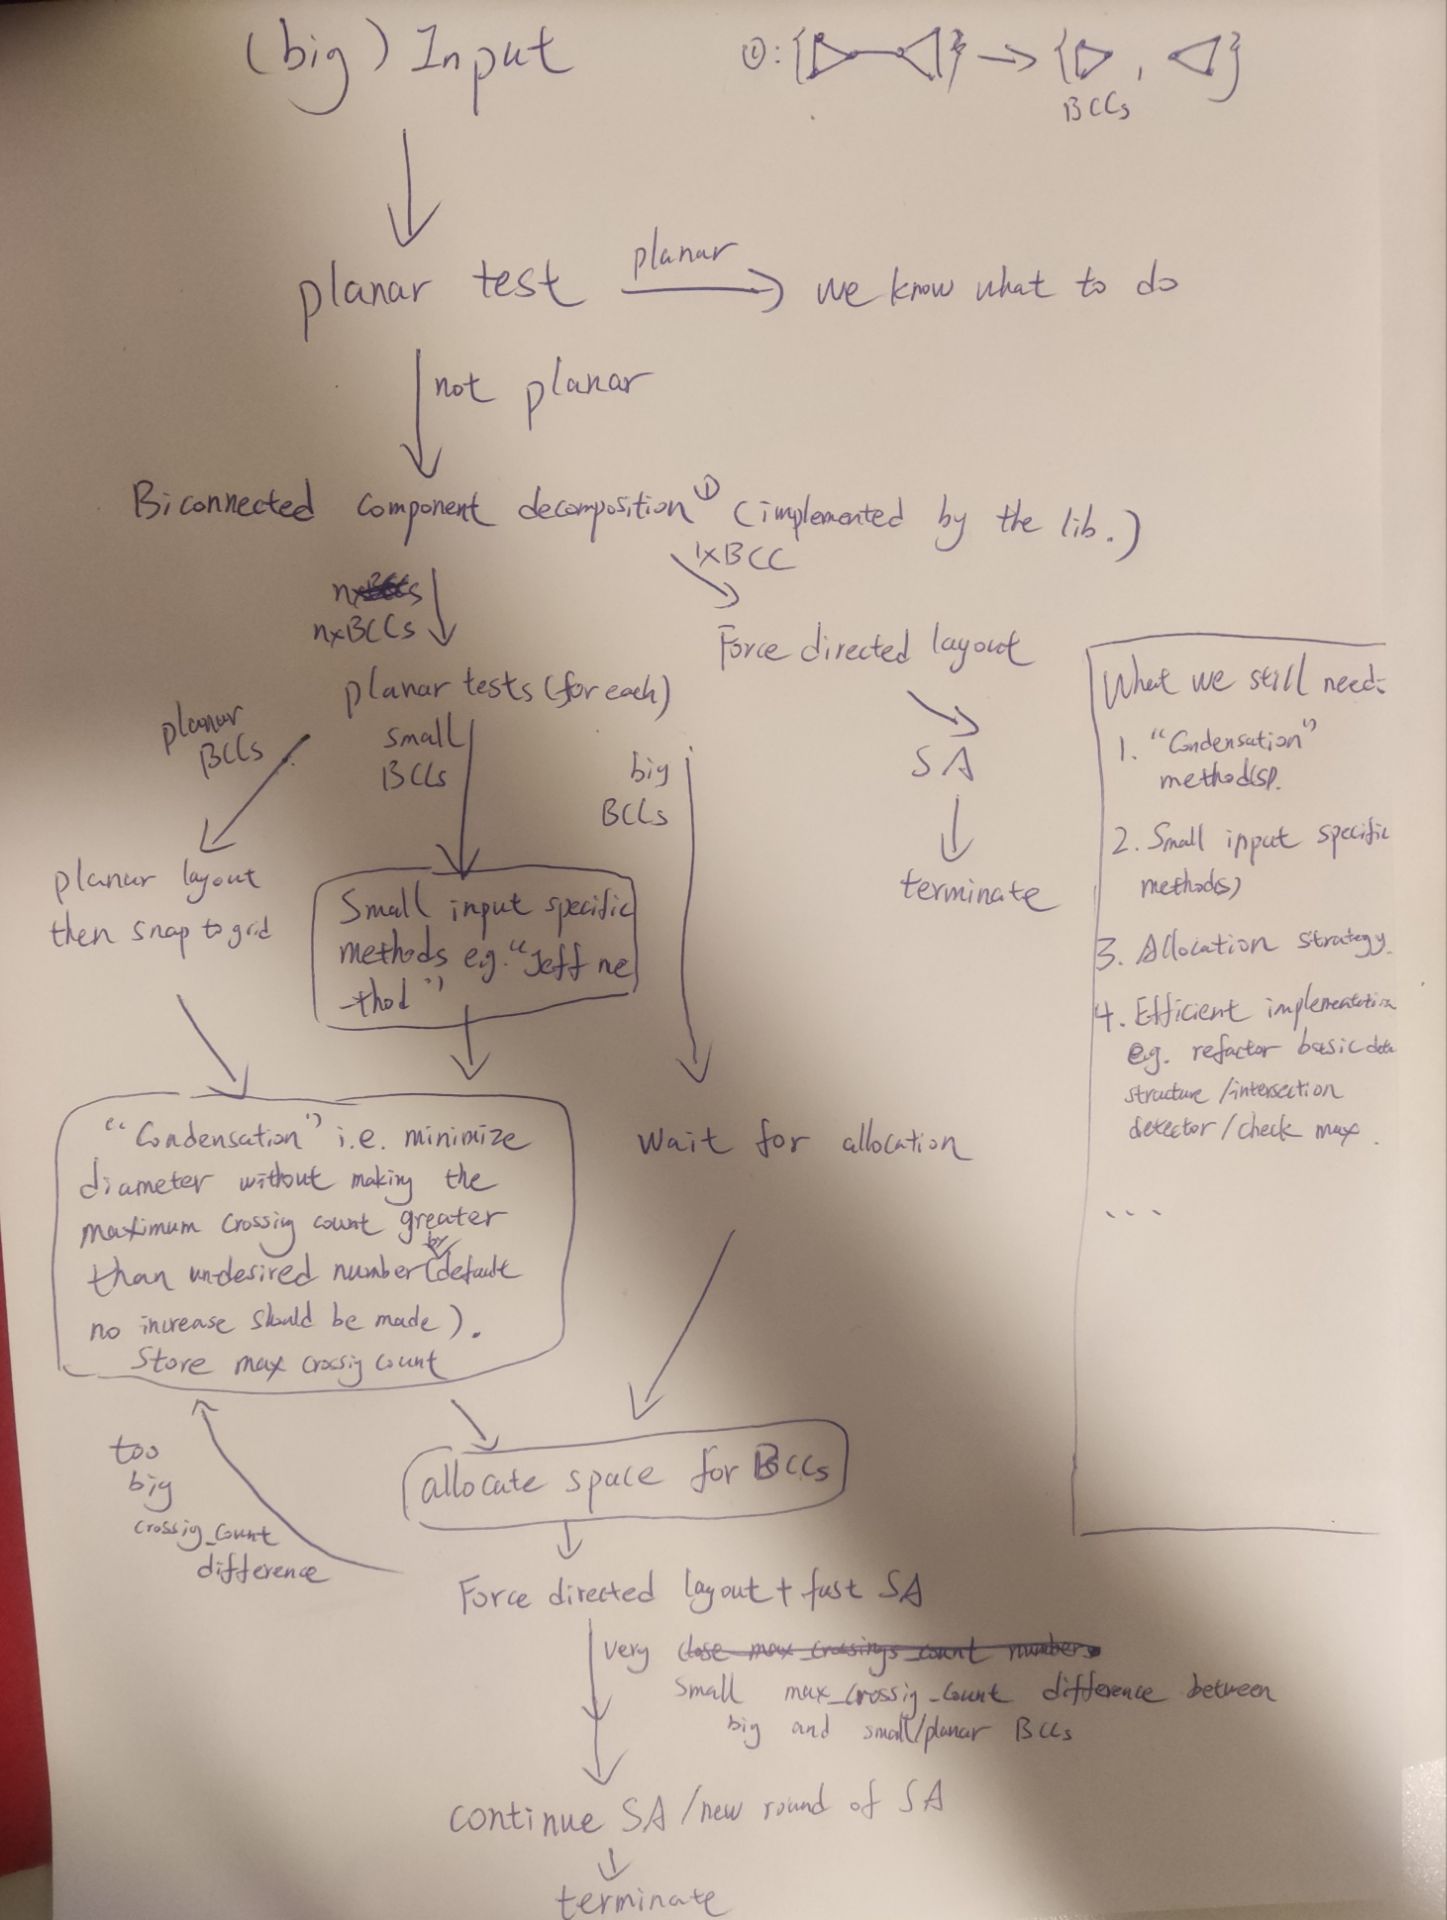 (big) Input
①: { } → { , }
BCCs
planar test
planar
we know what to do
not planar
Biconnected component decomposition① (implemented by the lib.)
1×BCC
n×BCCs
n×BCCs
Force directed layout
SA
terminate
planar tests (for each)
planar
BCCs
small
BCCs
big
BCCs
planar layout
then snap to grid
Small input specific
methods e.g. "Jeff me
-thod"
"Condensation" i.e. minimize
diameter without making the
maximum crossig count greater
than undesired number (by default
no increase should be made).
Store max crossig count
wait for allocation
allocate space for BCCs
too
big
crossig_count
difference
Force directed layout + fast SA
very close max_crossings_count numbers
small max_crossig_count difference between
big and small/planar BCCs
continue SA / new round of SA
terminate
What we still need:
1. "Condensation"
method(s).
2. Small input specific
method(s)
3. Allocation strategy.
4. Efficient implementation
e.g. refactor basic data
structure / intersection
detector / check max.
...